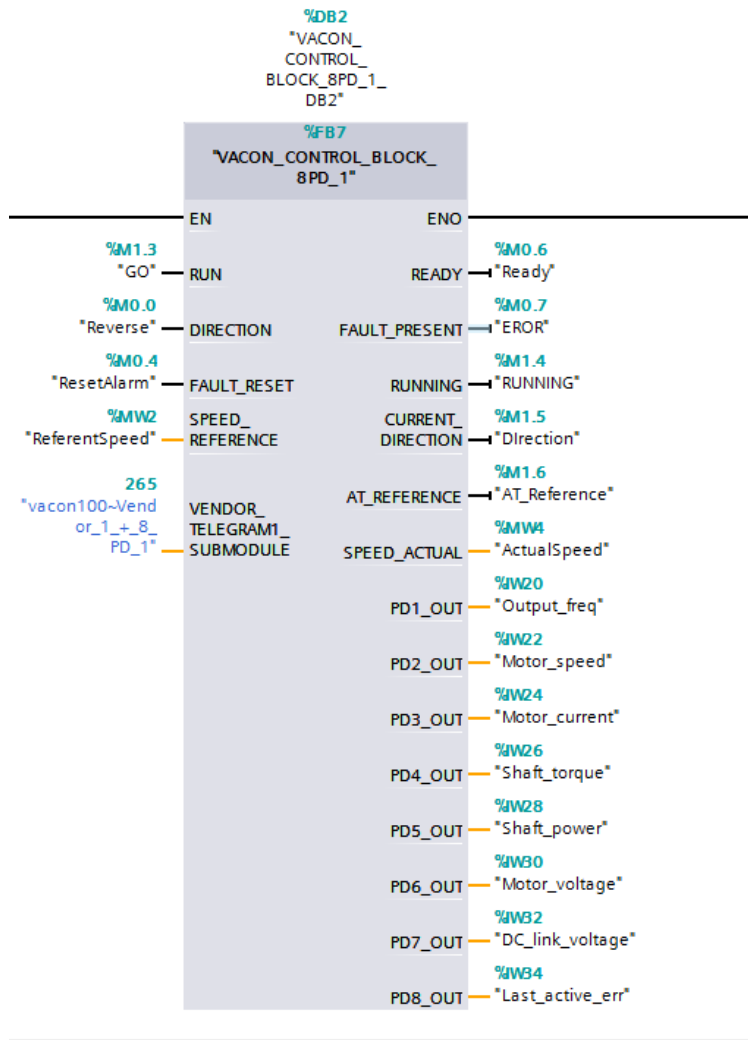 %DB2
"VACON_
CONTROL_
BLOCK_8PD_1_
DB2"
%FB7
"VACON_CONTROL_BLOCK_
8PD_1"
EN
ENO
%M1.3
"GO"
RUN
READY
%M0.6
"Ready"
%M0.0
"Reverse"
DIRECTION
FAULT_PRESENT
%M0.7
"EROR"
%M0.4
"ResetAlarm"
FAULT_RESET
RUNNING
%M1.4
"RUNNING"
%MW2
"ReferentSpeed"
SPEED_
REFERENCE
CURRENT_
DIRECTION
%M1.5
"DIrection"
265
"vacon100~Vend
or_1_+_8_
PD_1"
VENDOR_
TELEGRAM1_
SUBMODULE
AT_REFERENCE
%M1.6
"AT_Reference"
SPEED_ACTUAL
%MW4
"ActualSpeed"
PD1_OUT
%IW20
"Output_freq"
PD2_OUT
%IW22
"Motor_speed"
PD3_OUT
%IW24
"Motor_current"
PD4_OUT
%IW26
"Shaft_torque"
PD5_OUT
%IW28
"Shaft_power"
PD6_OUT
%IW30
"Motor_voltage"
PD7_OUT
%IW32
"DC_link_voltage"
PD8_OUT
%IW34
"Last_active_err"